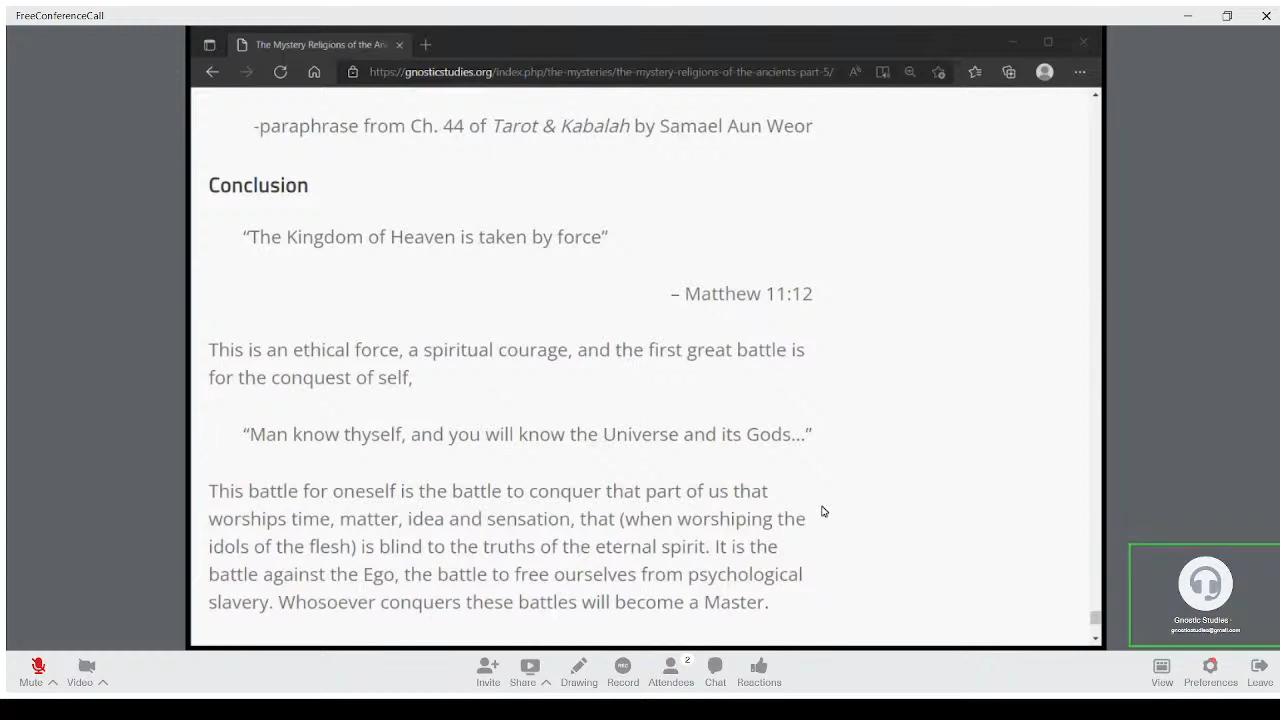 FreeConferenceCall
The Mystery Religions of the An
https://gnosticstudies.org/index.php/the-mysteries/the-mystery-religions-of-the-ancients-part-5/
-paraphrase from Ch. 44 of Tarot & Kabalah by Samael Aun Weor
Conclusion
“The Kingdom of Heaven is taken by force”
– Matthew 11:12
This is an ethical force, a spiritual courage, and the first great battle is
for the conquest of self,
“Man know thyself, and you will know the Universe and its Gods...”
This battle for oneself is the battle to conquer that part of us that
worships time, matter, idea and sensation, that (when worshiping the
idols of the flesh) is blind to the truths of the eternal spirit. It is the
battle against the Ego, the battle to free ourselves from psychological
slavery. Whosoever conquers these battles will become a Master.
Gnostic Studies
gnosticstudies@gmail.com
2
Mute Video Invite Share Drawing Record Attendees Chat Reactions View Preferences Leave